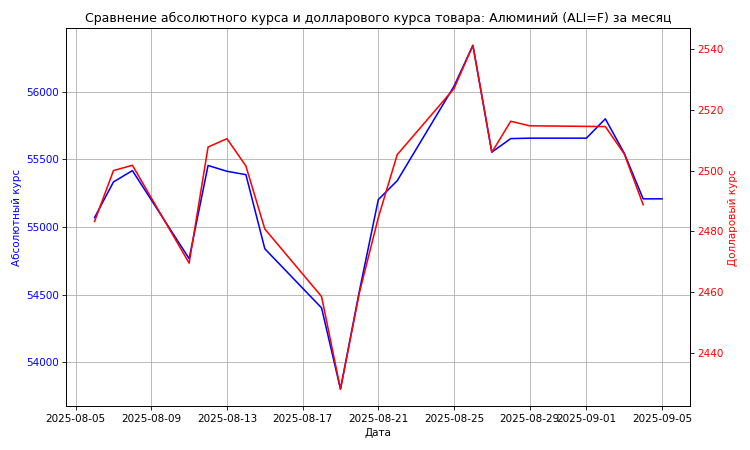 Сравнение абсолютного курса и долларового курса товара: Алюминий (ALI=F) за месяц
56000
55500
55000
54500
54000
Абсолютный курс
2540
2520
2500
2480
2460
2440
Долларовый курс
2025-08-05 2025-08-09 2025-08-13 2025-08-17 2025-08-21 2025-08-25 2025-08-29 2025-09-01 2025-09-05
Дата